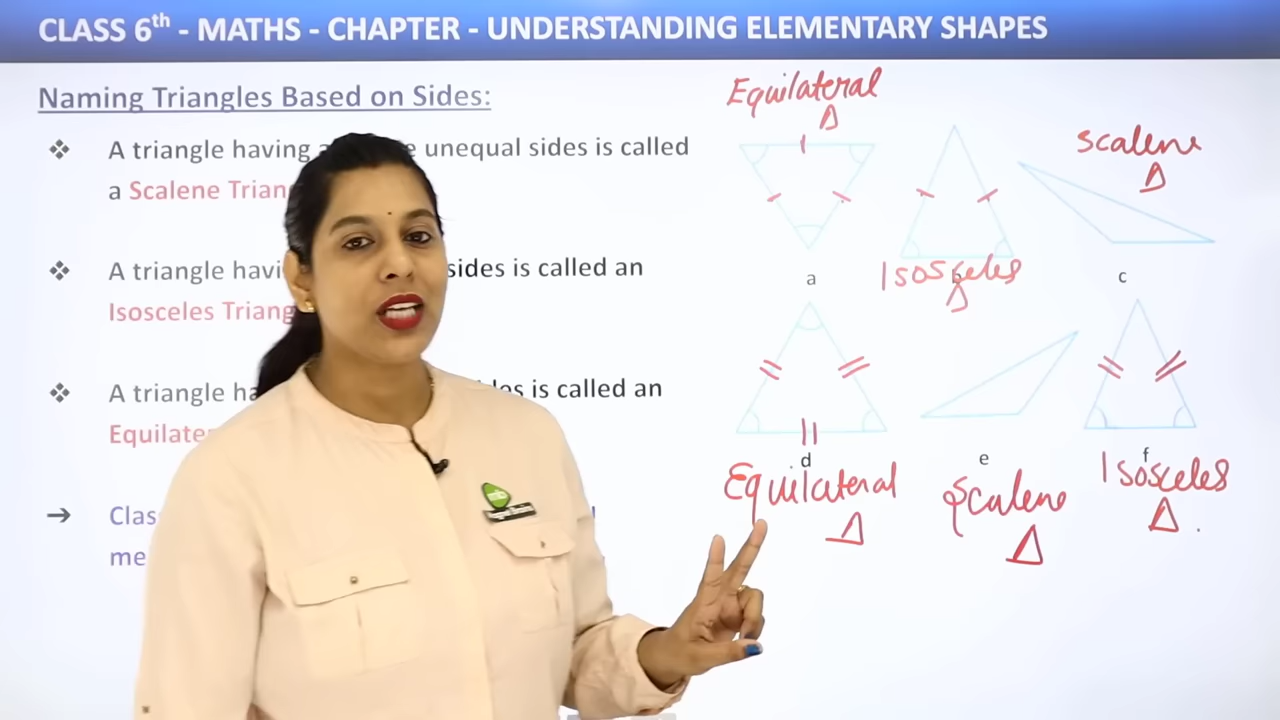 CLASS 6th - MATHS - CHAPTER - UNDERSTANDING ELEMENTARY SHAPES
Naming Triangles Based on Sides:
❖ A triangle having unequal sides is called
a Scalene Trian
❖ A triangle havi sides is called an
Isosceles Triang
❖ A triangle ha is called an
Equilate
➔ Clas
me
Equilateral
Δ
scalene
Δ
a
Isosceles
Δ
c
d
e
f
Equilateral
Δ
Scalene
Δ
Isosceles
Δ